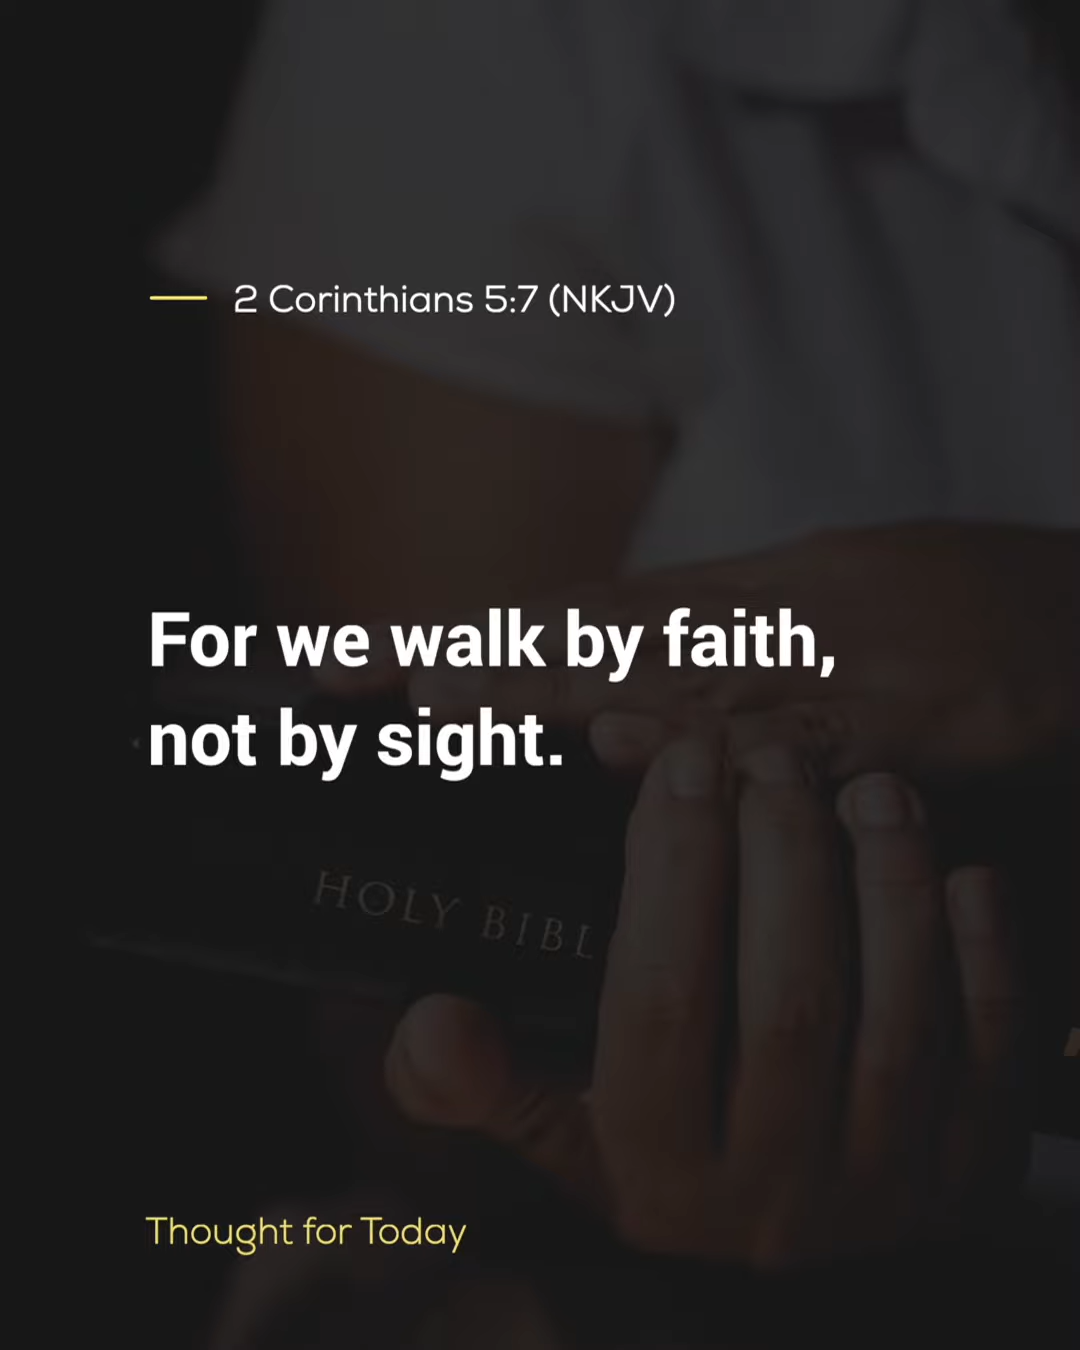 2 Corinthians 5:7 (NKJV)
For we walk by faith,
not by sight.
HOLY BIBL
Thought for Today